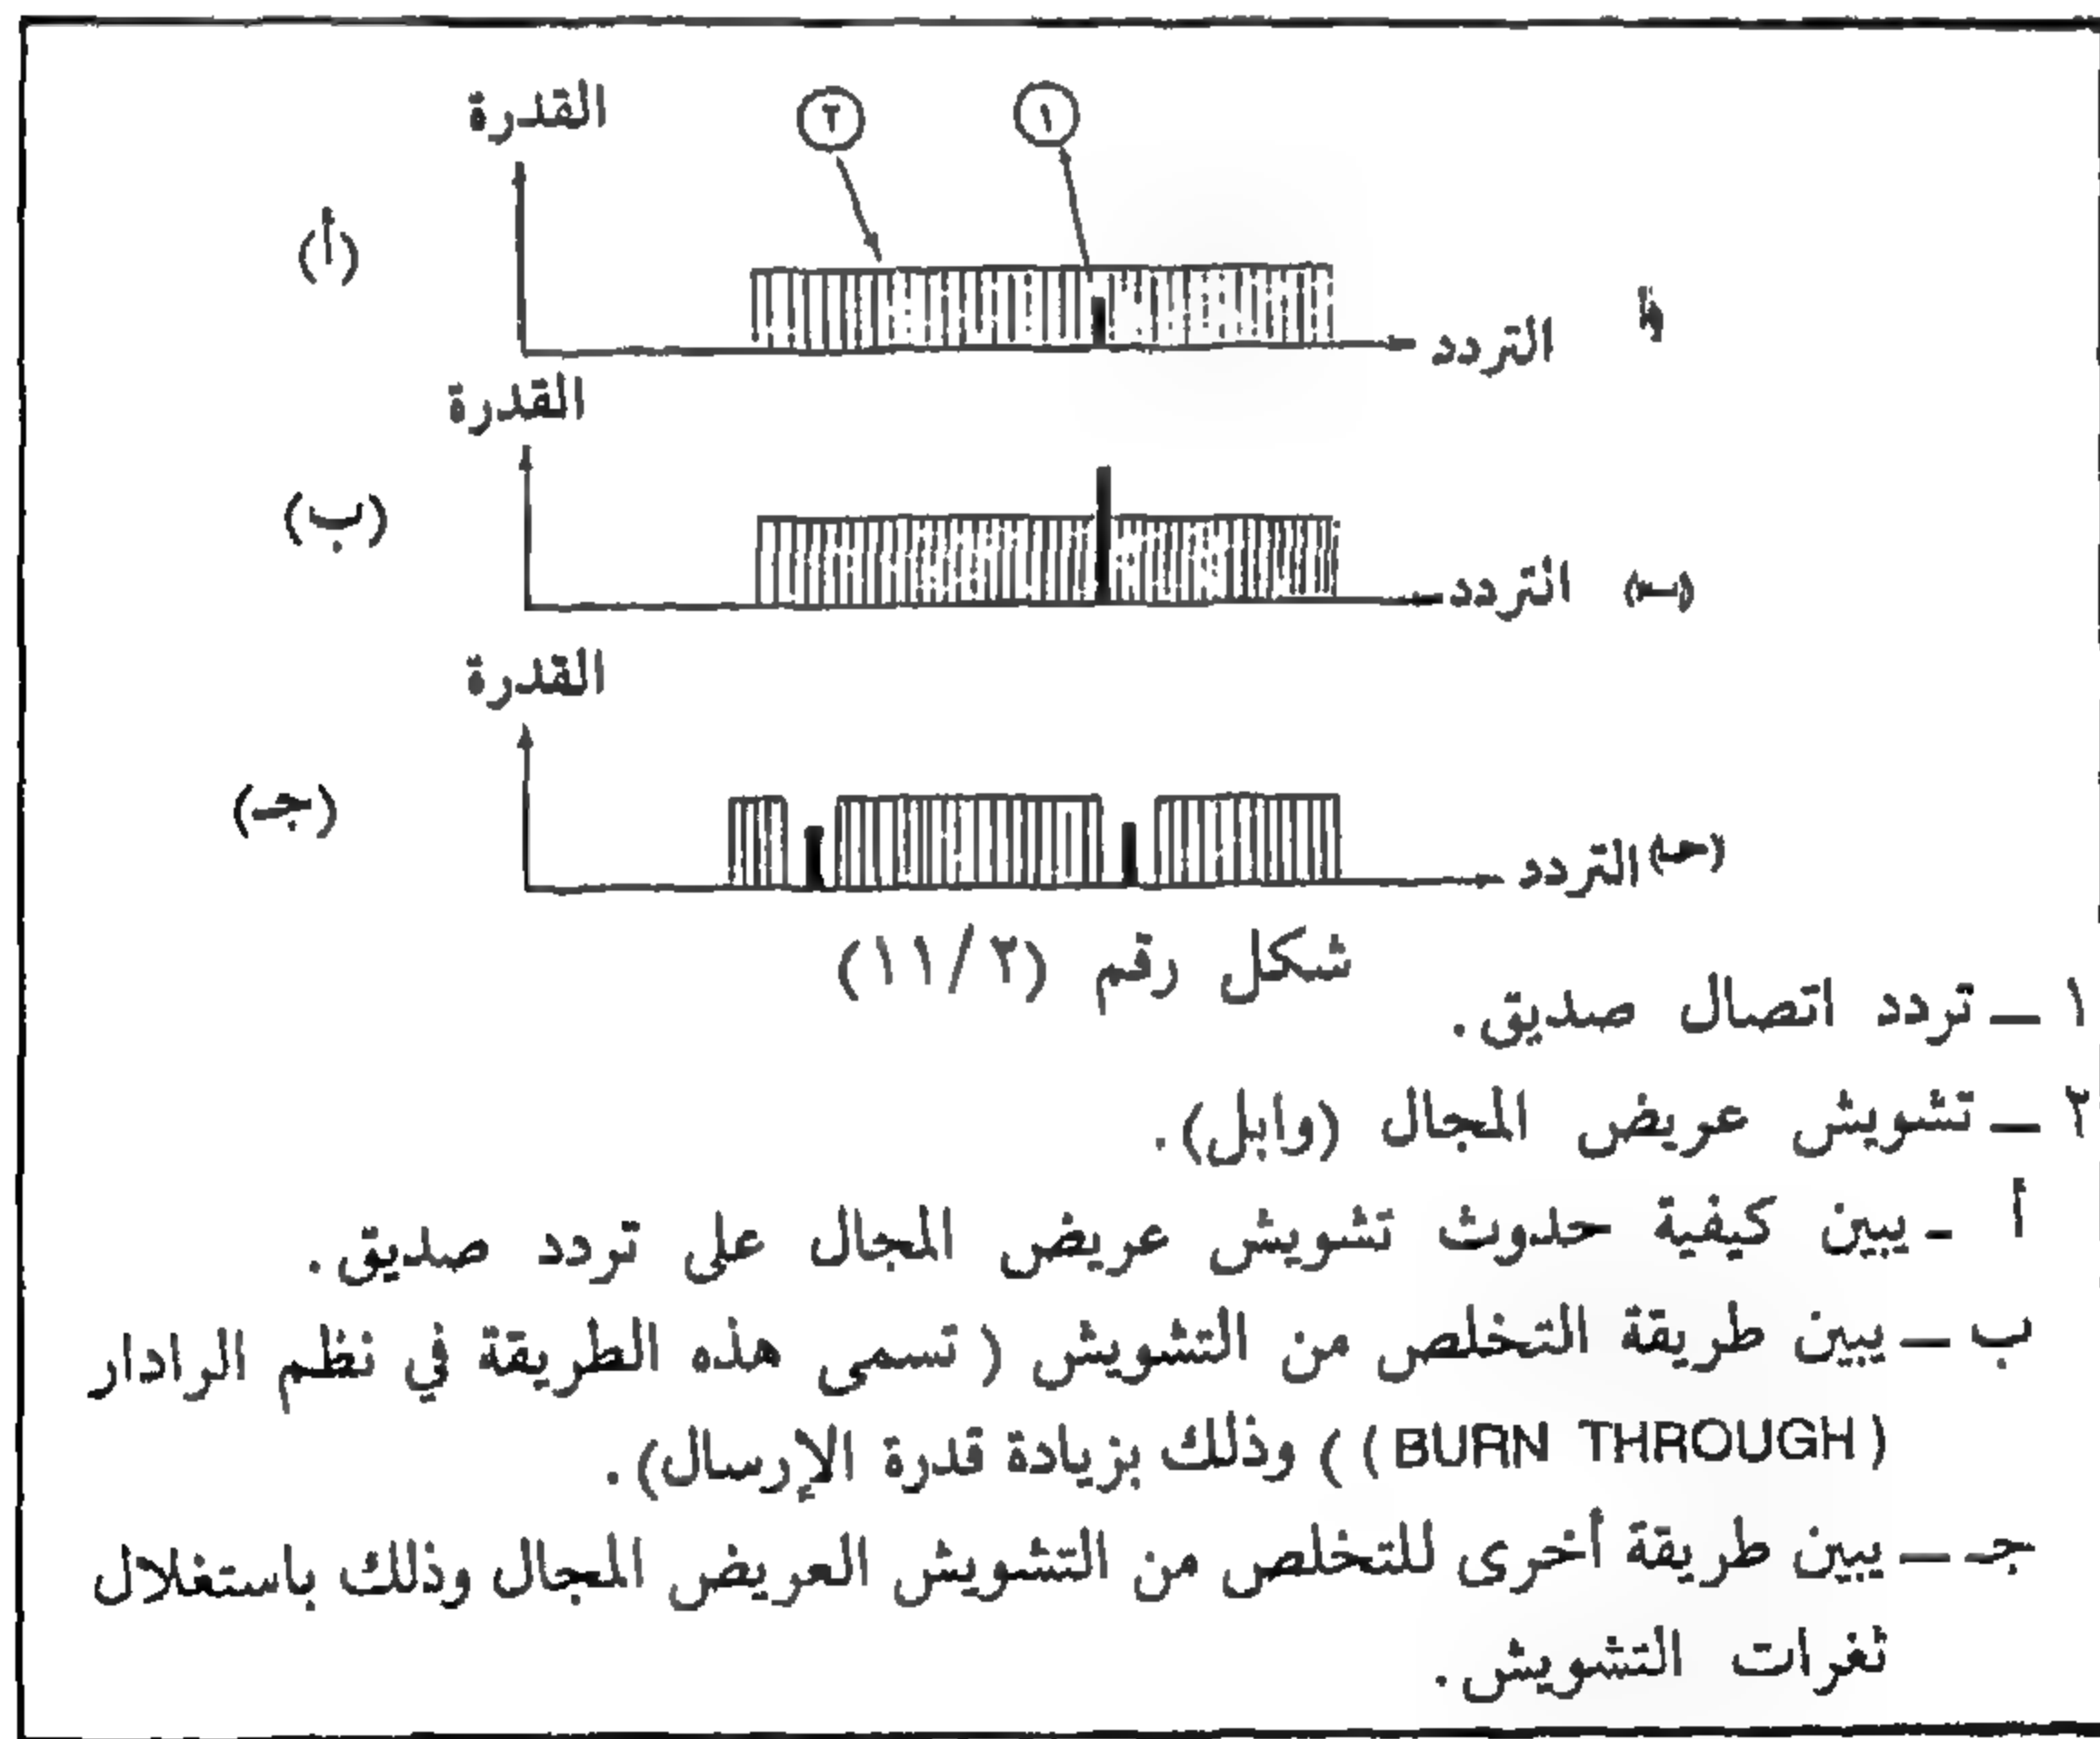 القدرة
٢
١
(أ)
التردد
القدرة
(ب)
التردد
(ب)
القدرة
(جـ)
التردد
(جـ)
شكل رقم (١١/٢)
١ ــ تردد اتصال صديق.
٢ ــ تشويش عريض المجال (وابل).
أ ـ يبين كيفية حدوث تشويش عريض المجال على تردد صديق.
ب ــ يبين طريقة التخلص من التشويش ( تسمى هذه الطريقة في نظم الرادار
(BURN THROUGH) ) وذلك بزيادة قدرة الإرسال).
جـ ــ يبين طريقة أخرى للتخلص من التشويش العريض المجال وذلك باستغلال
ثغرات التشويش.